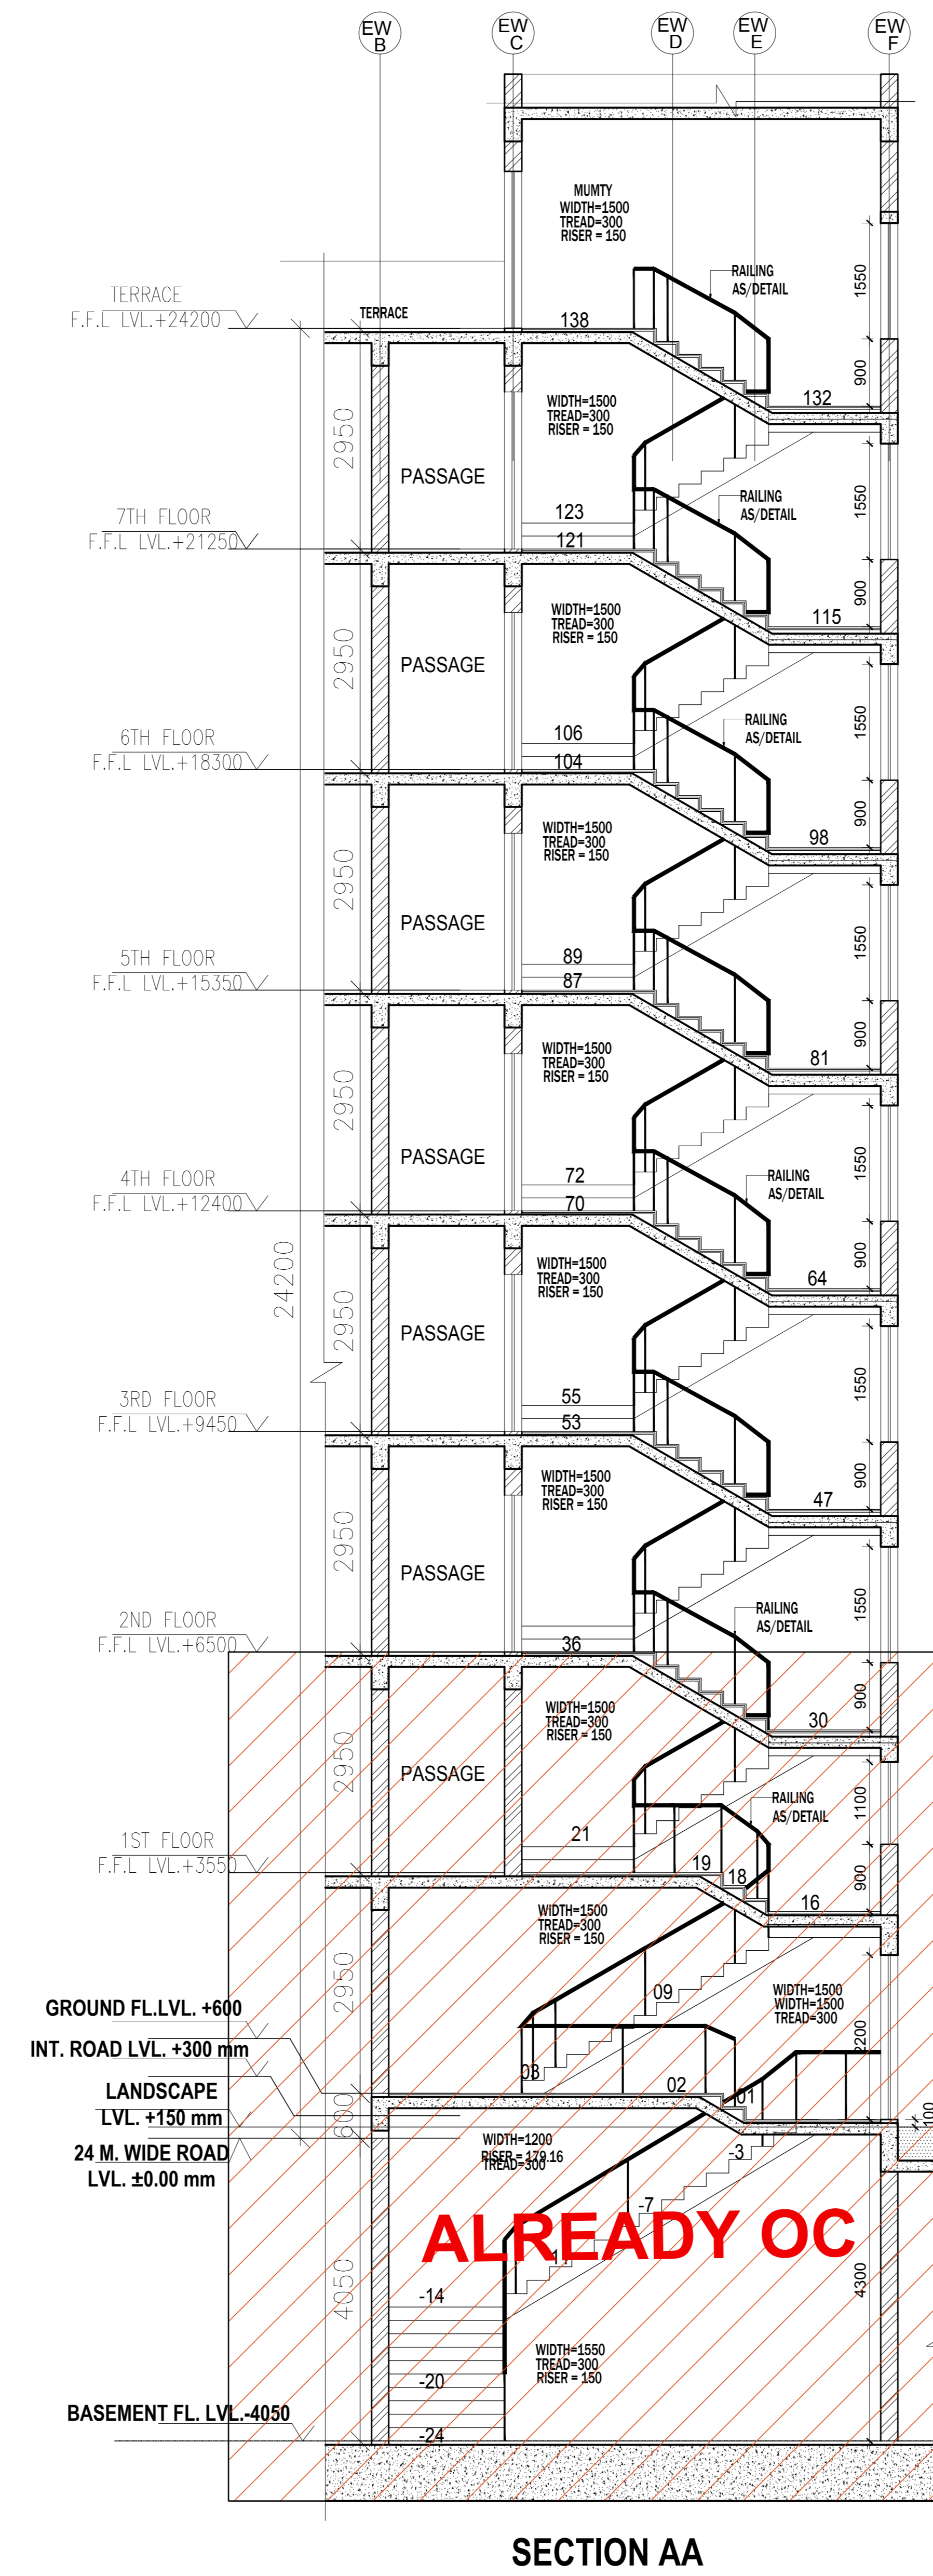 EW B
EW C
EW D
EW E
EW F
MUMTY
WIDTH=1500
TREAD=300
RISER = 150
1550
RAILING
AS/DETAIL
TERRACE
F.F.L LVL.+24200
TERRACE
138
900
132
WIDTH=1500
TREAD=300
RISER = 150
2950
PASSAGE
1550
RAILING
AS/DETAIL
123
7TH FLOOR
F.F.L LVL.+21250
121
900
115
WIDTH=1500
TREAD=300
RISER = 150
2950
PASSAGE
1550
RAILING
AS/DETAIL
106
6TH FLOOR
F.F.L LVL.+18300
104
900
98
WIDTH=1500
TREAD=300
RISER = 150
2950
PASSAGE
1550
RAILING
AS/DETAIL
89
5TH FLOOR
F.F.L LVL.+15350
87
900
81
WIDTH=1500
TREAD=300
RISER = 150
2950
PASSAGE
1550
RAILING
AS/DETAIL
72
4TH FLOOR
F.F.L LVL.+12400
70
900
64
24200
WIDTH=1500
TREAD=300
RISER = 150
2950
PASSAGE
1550
55
3RD FLOOR
F.F.L LVL.+9450
53
900
47
WIDTH=1500
TREAD=300
RISER = 150
2950
PASSAGE
1550
RAILING
AS/DETAIL
2ND FLOOR
F.F.L LVL.+6500
36
900
30
WIDTH=1500
TREAD=300
RISER = 150
2950
PASSAGE
1100
RAILING
AS/DETAIL
21
1ST FLOOR
F.F.L LVL.+3550
19
18
900
16
WIDTH=1500
TREAD=300
RISER = 150
2950
09
WIDTH=1500
WIDTH=1500
TREAD=300
2200
GROUND FL.LVL. +600
INT. ROAD LVL. +300 mm
03
02
01
LANDSCAPE
LVL. +150 mm
600
100
24 M. WIDE ROAD
LVL. ±0.00 mm
WIDTH=1200
RISER = 179.16
TREAD=300
-3
-7
ALREADY OC
4050
4300
-14
WIDTH=1550
TREAD=300
RISER = 150
-20
BASEMENT FL. LVL.-4050
-24
SECTION AA